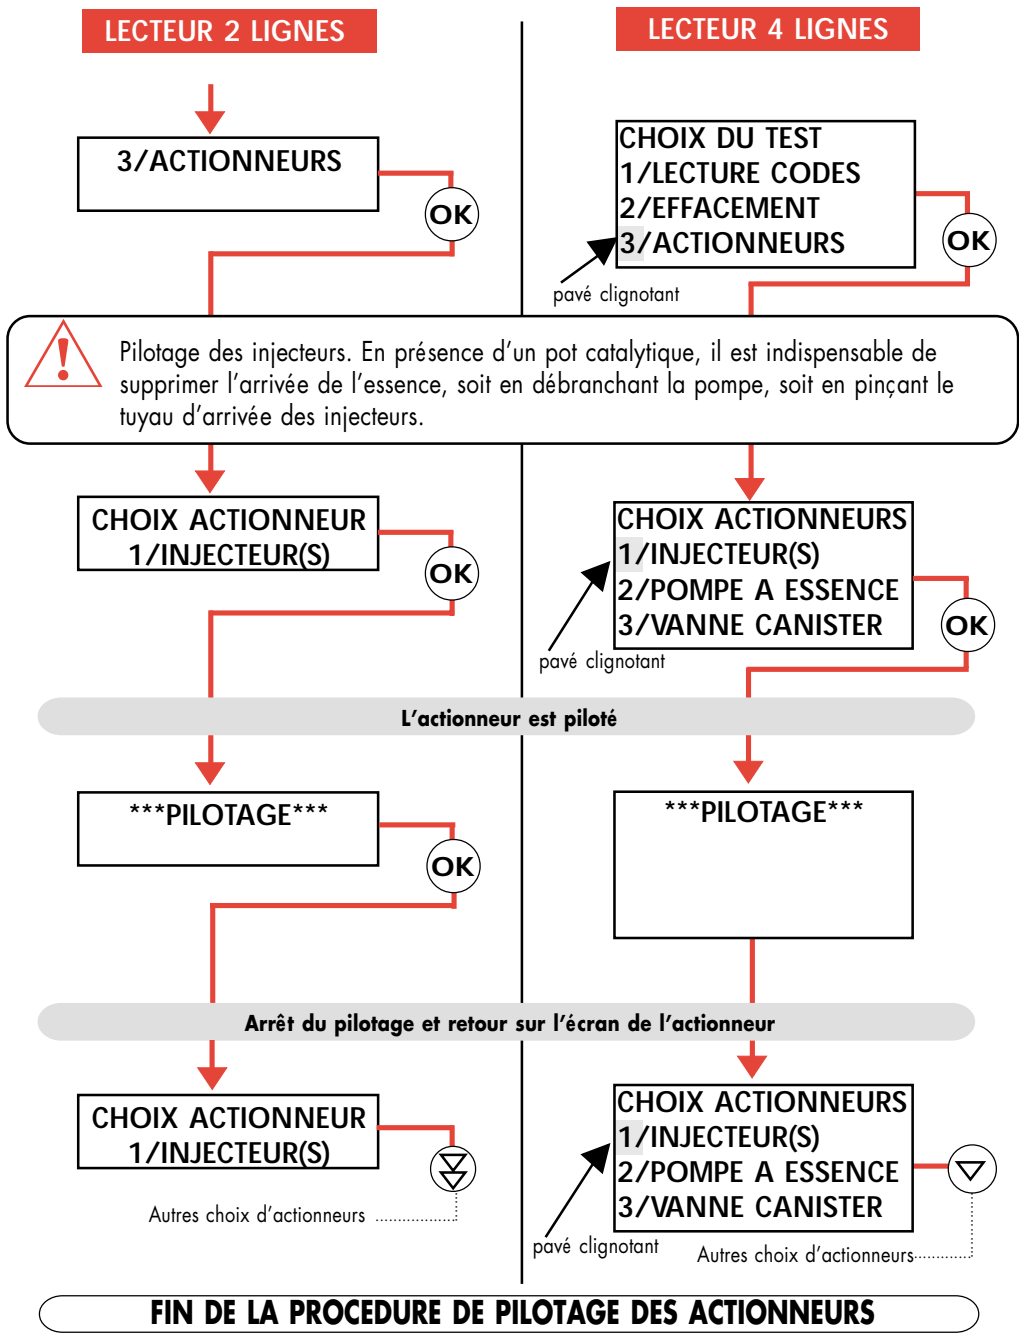 LECTEUR 2 LIGNES
LECTEUR 4 LIGNES
3/ACTIONNEURS
OK
CHOIX DU TEST
1/LECTURE CODES
2/EFFACEMENT
3/ACTIONNEURS
OK
pavé clignotant
!
Pilotage des injecteurs. En présence d'un pot catalytique, il est indispensable de
supprimer l'arrivée de l'essence, soit en débranchant la pompe, soit en pinçant le
tuyau d'arrivée des injecteurs.
CHOIX ACTIONNEUR
1/INJECTEUR(S)
OK
CHOIX ACTIONNEURS
1/INJECTEUR(S)
2/POMPE A ESSENCE
3/VANNE CANISTER
OK
pavé clignotant
L'actionneur est piloté
***PILOTAGE***
OK
***PILOTAGE***
Arrêt du pilotage et retour sur l'écran de l'actionneur
CHOIX ACTIONNEUR
1/INJECTEUR(S)
Autres choix d'actionneurs
CHOIX ACTIONNEURS
1/INJECTEUR(S)
2/POMPE A ESSENCE
3/VANNE CANISTER
pavé clignotant
Autres choix d'actionneurs
FIN DE LA PROCEDURE DE PILOTAGE DES ACTIONNEURS